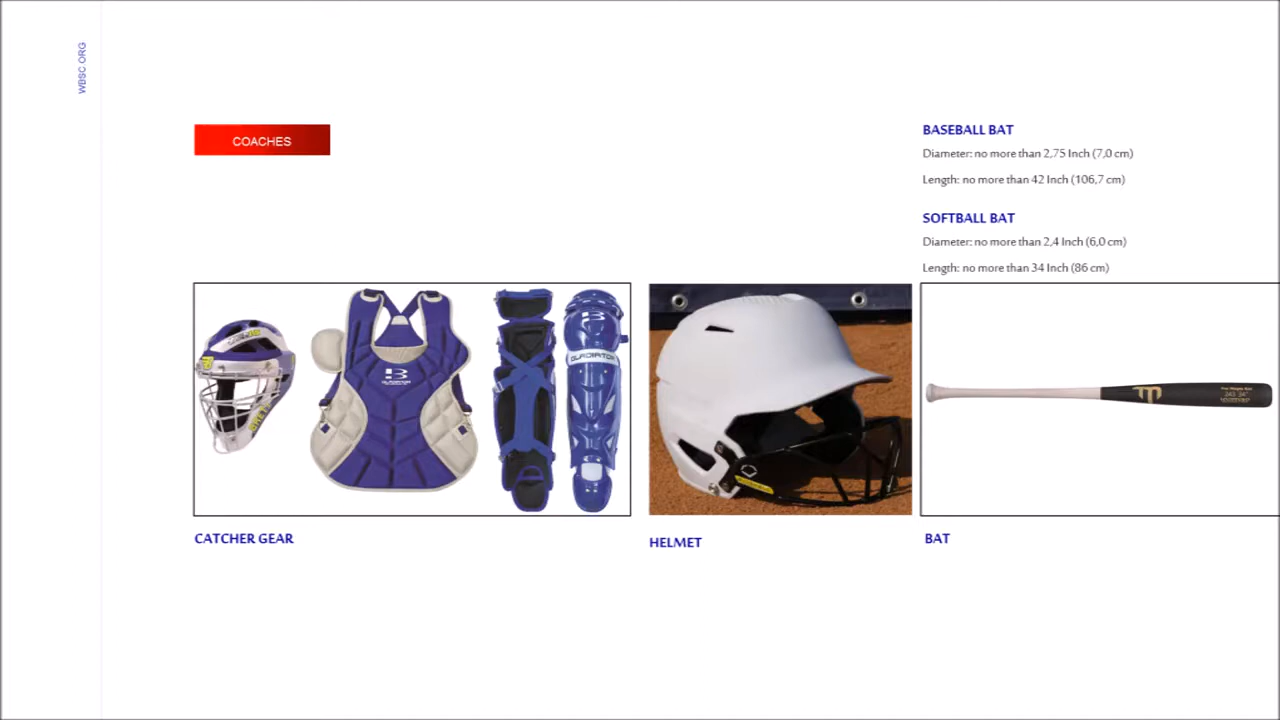 WBSC.ORG
COACHES
BASEBALL BAT
Diameter: no more than 2,75 Inch (7,0 cm)
Length: no more than 42 Inch (106,7 cm)
SOFTBALL BAT
Diameter: no more than 2,4 Inch (6,0 cm)
Length: no more than 34 Inch (86 cm)
GLADIATOR
GLADIATOR
CATCHER GEAR
HELMET
BAT